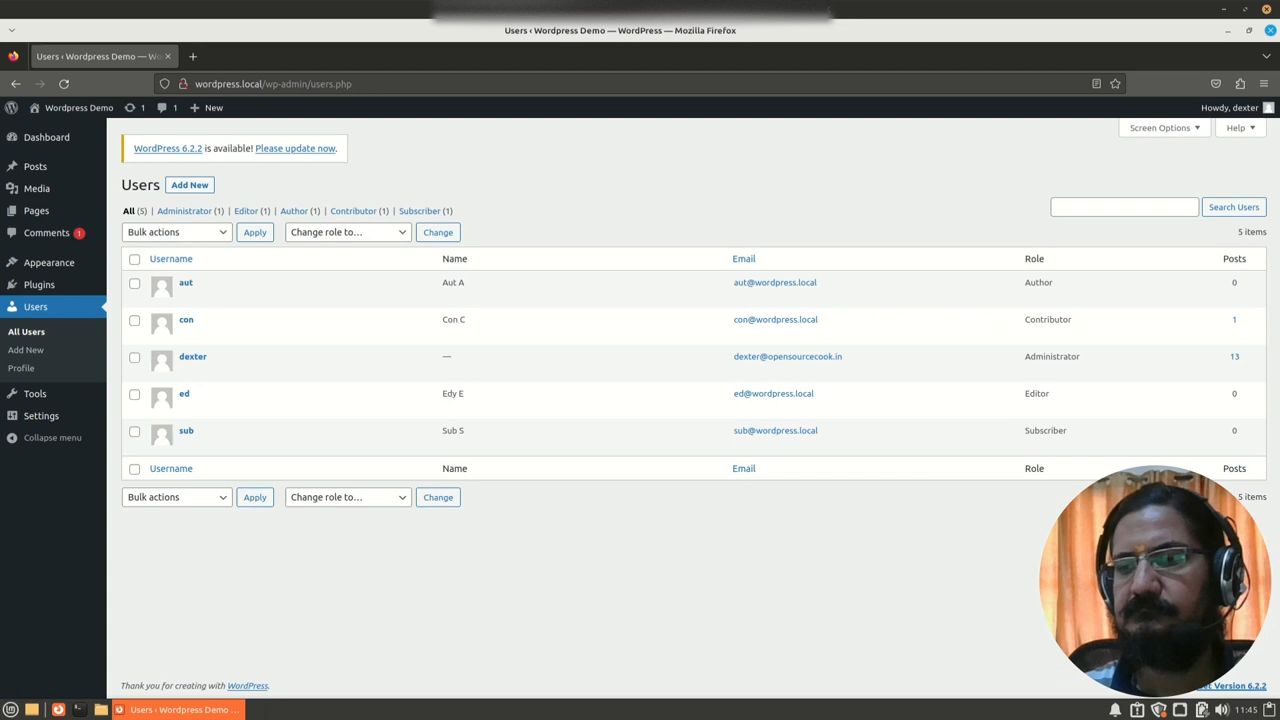 Users ‹ Wordpress Demo — WordPress — Mozilla Firefox
Users ‹ Wordpress Demo — Wo
wordpress.local/wp-admin/users.php
Wordpress Demo 1 1 New Howdy, dexter
Dashboard
Posts
Media
Pages
Comments 1
Appearance
Plugins
Users
All Users
Add New
Profile
Tools
Settings
Collapse menu
Screen Options Help
WordPress 6.2.2 is available! Please update now.
Users Add New
All (5) | Administrator (1) | Editor (1) | Author (1) | Contributor (1) | Subscriber (1)
Search Users
Bulk actions Apply Change role to… Change 5 items
Username Name Email Role Posts
aut Aut A aut@wordpress.local Author 0
con Con C con@wordpress.local Contributor 1
dexter — dexter@opensourcecook.in Administrator 13
ed Edy E ed@wordpress.local Editor 0
sub Sub S sub@wordpress.local Subscriber 0
Username Name Email Role Posts
Bulk actions Apply Change role to… Change 5 items
Thank you for creating with WordPress. Version 6.2.2
Users ‹ Wordpress Demo ... 11:45